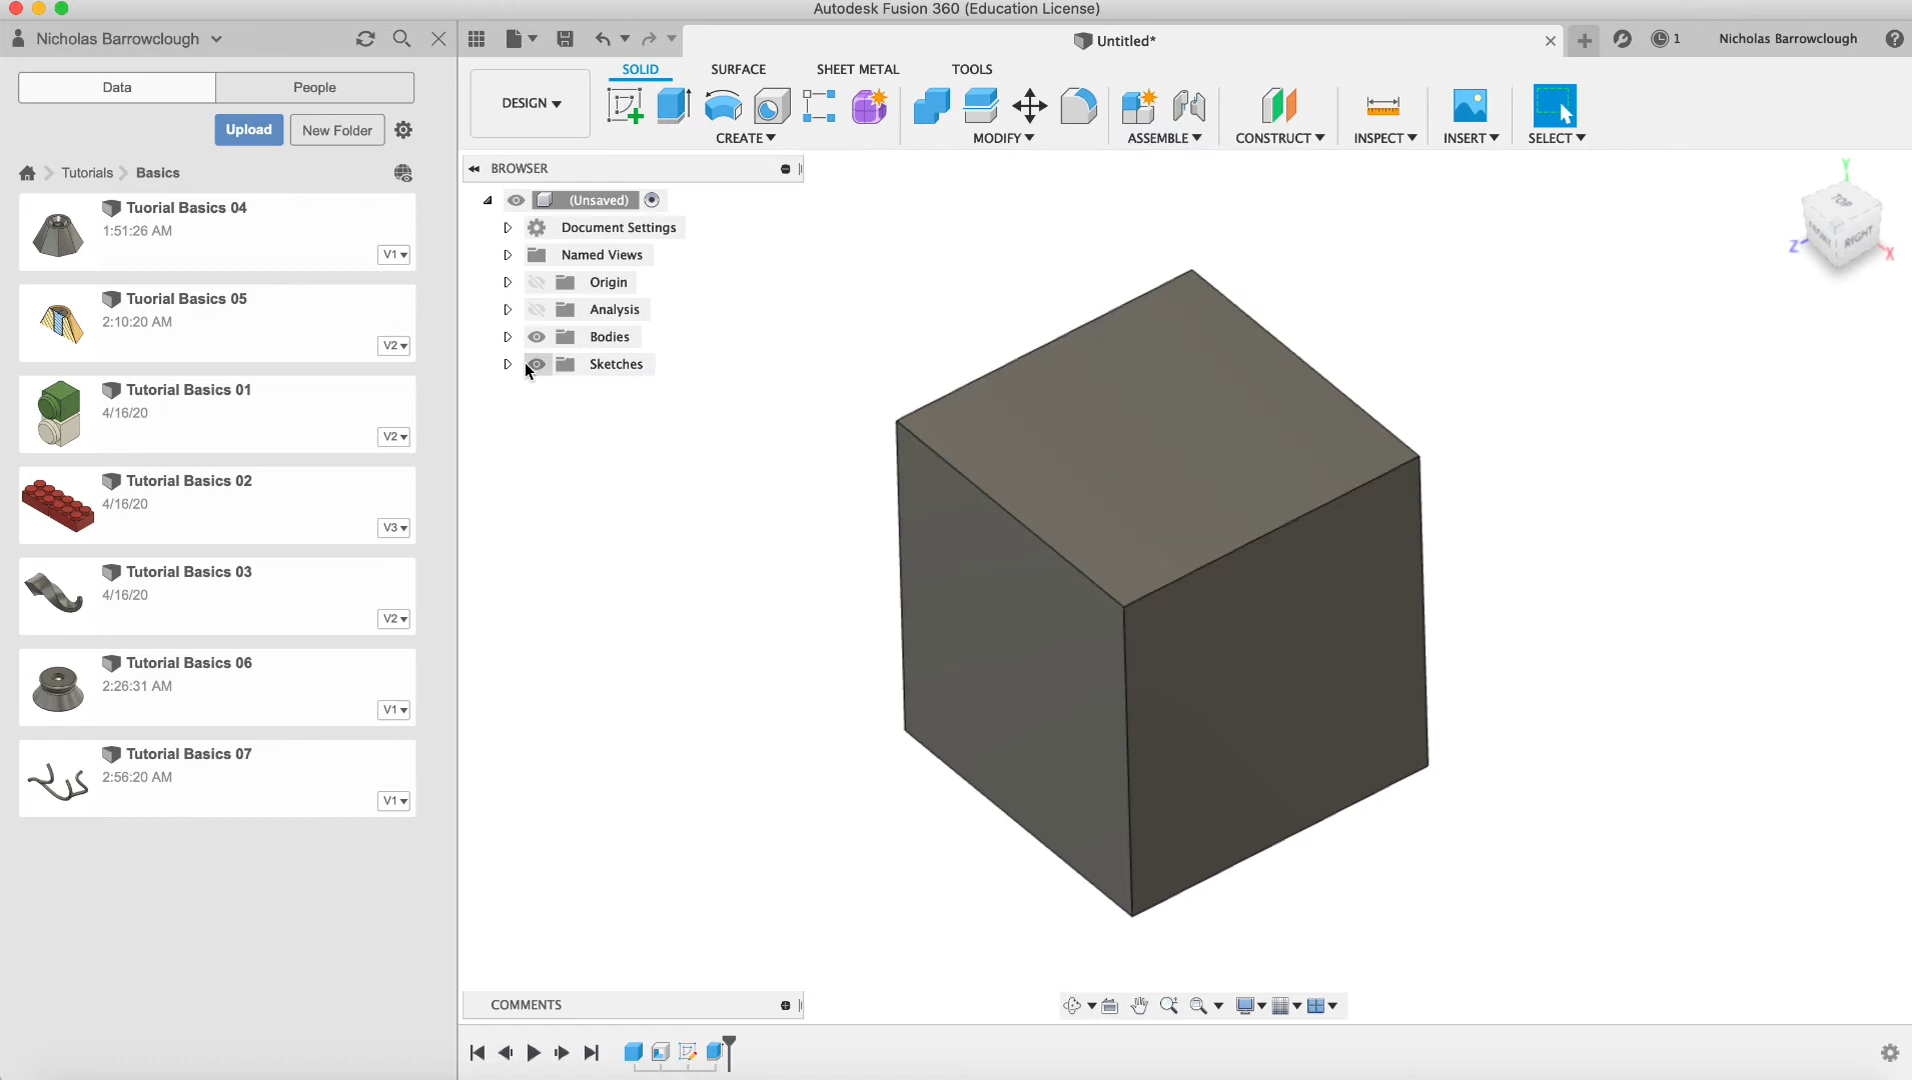 Autodesk Fusion 360 (Education License)
Nicholas Barrowclough
Untitled*
1
Nicholas Barrowclough
Data
People
Upload
New Folder
Tutorials
Basics
Tuorial Basics 04
1:51:26 AM
V1
Tuorial Basics 05
2:10:20 AM
V2
Tutorial Basics 01
4/16/20
V2
Tutorial Basics 02
4/16/20
V3
Tutorial Basics 03
4/16/20
V2
Tutorial Basics 06
2:26:31 AM
V1
Tutorial Basics 07
2:56:20 AM
V1
DESIGN
SOLID
SURFACE
SHEET METAL
TOOLS
CREATE
MODIFY
ASSEMBLE
CONSTRUCT
INSPECT
INSERT
SELECT
BROWSER
(Unsaved)
Document Settings
Named Views
Origin
Analysis
Bodies
Sketches
Y
TOP
FRONT
RIGHT
Z
X
COMMENTS